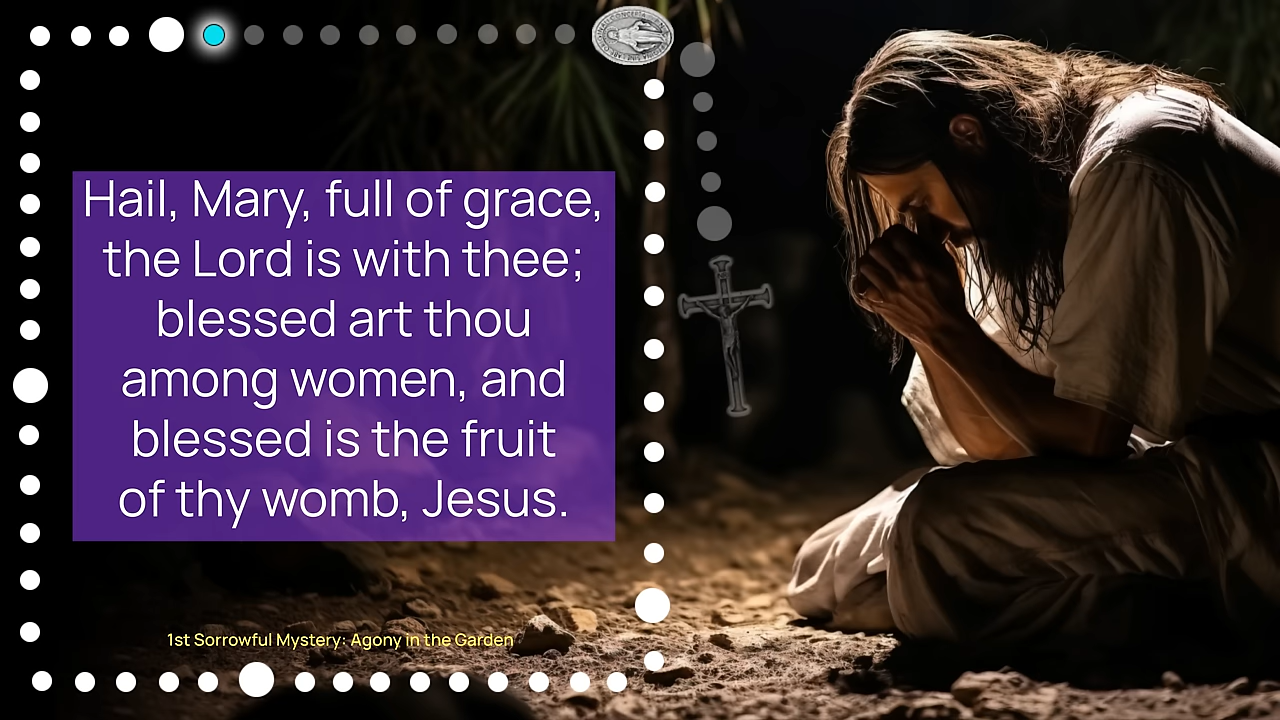 Hail, Mary, full of grace,
the Lord is with thee;
blessed art thou
among women, and
blessed is the fruit
of thy womb, Jesus.
1st Sorrowful Mystery: Agony in the Garden